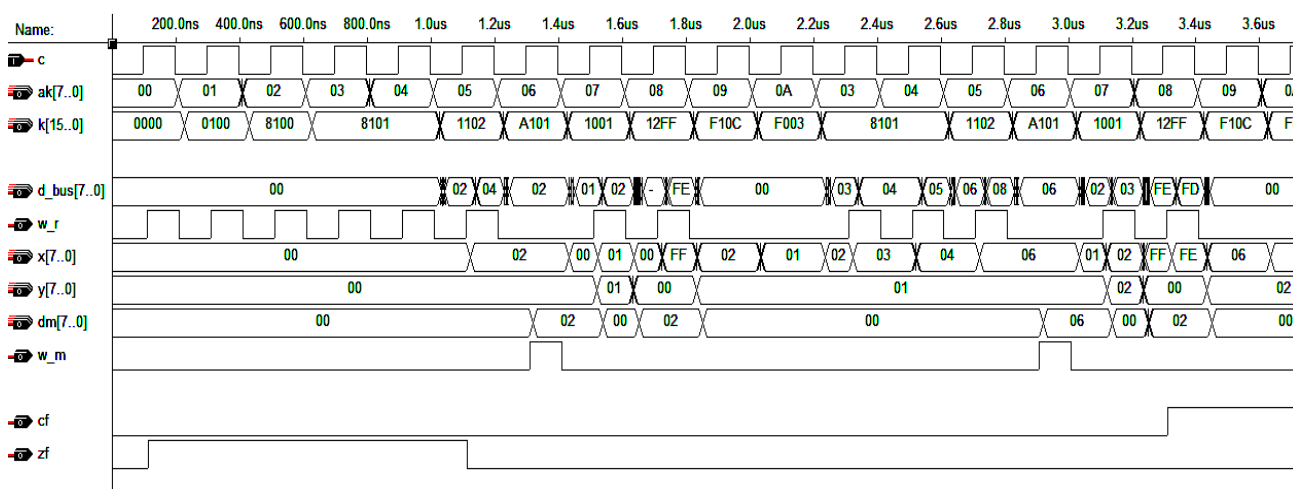 200.0ns 400.0ns 600.0ns 800.0ns 1.0us 1.2us 1.4us 1.6us 1.8us 2.0us 2.2us 2.4us 2.6us 2.8us 3.0us 3.2us 3.4us 3.6us
Name:
c
ak[7..0] 00 01 02 03 04 05 06 07 08 09 0A 03 04 05 06 07 08 09
k[15..0] 0000 0100 8100 8101 1102 A101 1001 12FF F10C F003 8101 1102 A101 1001 12FF F10C F
d_bus[7..0] 00 02 04 02 01 02 - FE 00 03 04 05 06 08 06 02 03 FE FD 00
w_r
x[7..0] 00 02 00 01 00 FF 02 01 02 03 04 06 01 02 FF FE 06
y[7..0] 00 01 00 01 02 00 02
dm[7..0] 00 02 00 02 00 06 00 02 00
w_m
cf
zf